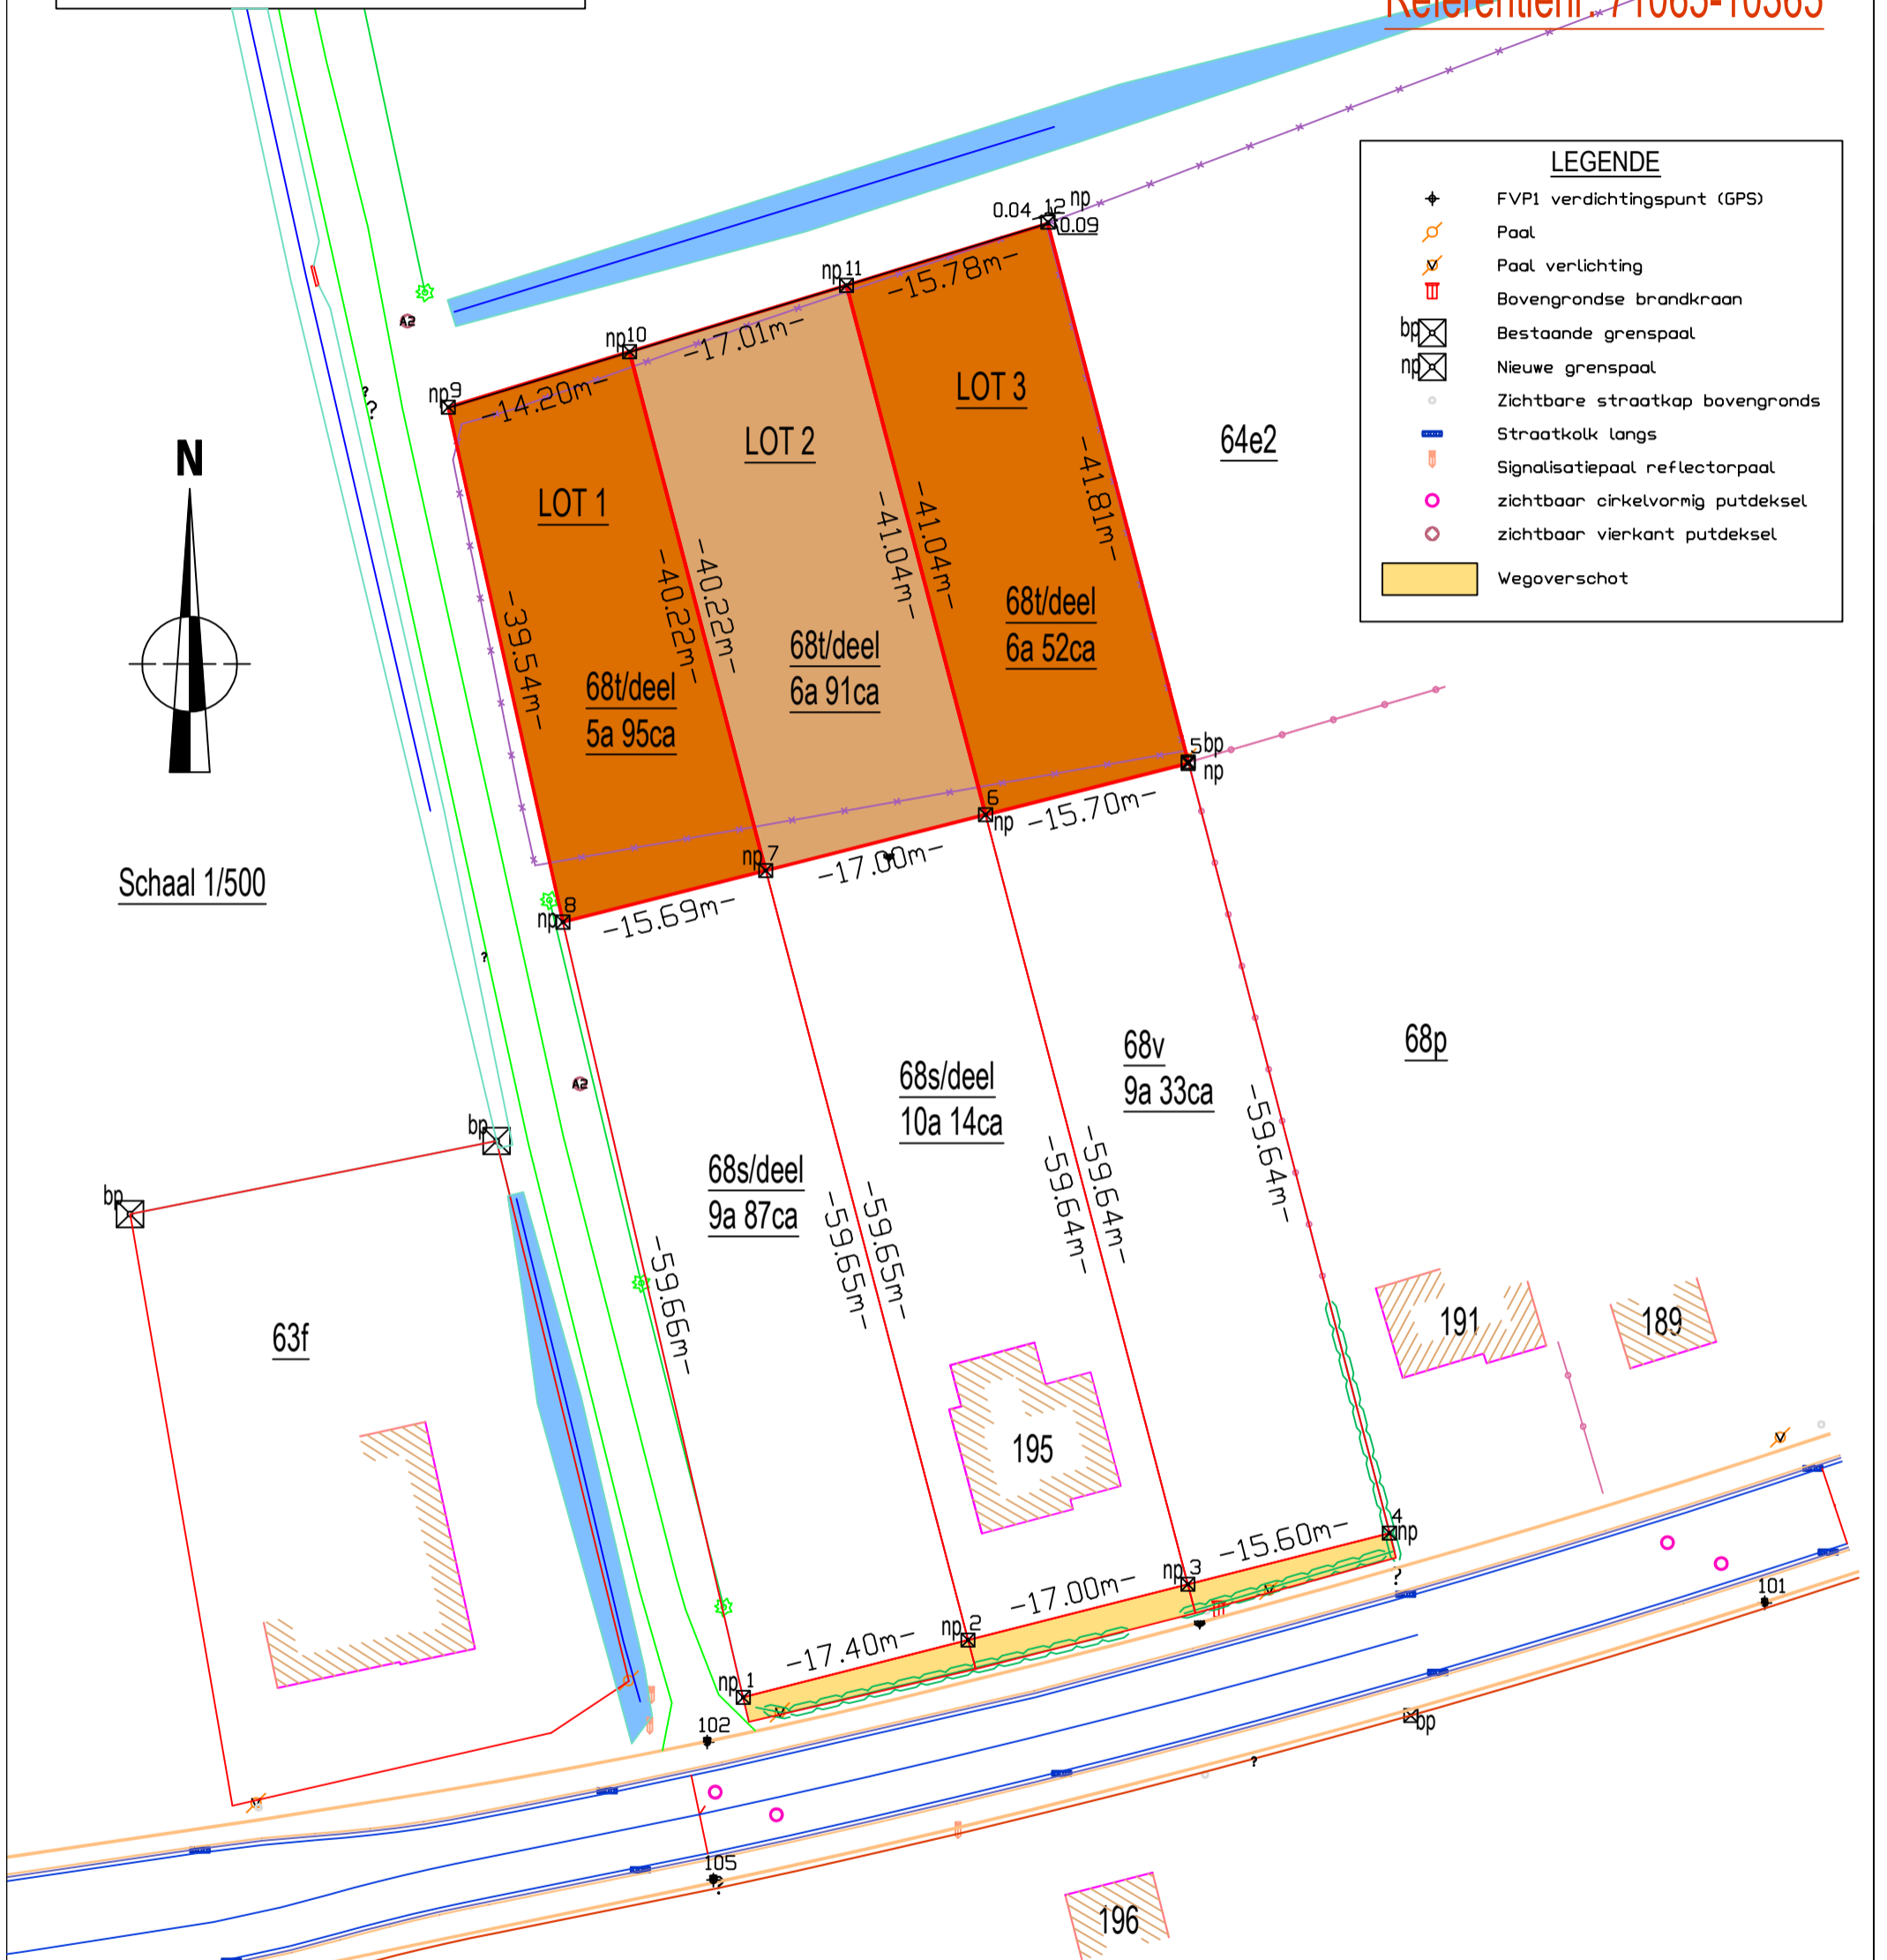 Referentienr. 71063-10365
LEGENDE
FVP1 verdichtingspunt (GPS)
Paal
Paal verlichting
Bovengrondse brandkraan
bp Bestaande grenspaal
np Nieuwe grenspaal
Zichtbare straatkap bovengronds
Straatkolk langs
Signalisatiepaal reflectorpaal
zichtbaar cirkelvormig putdeksel
zichtbaar vierkant putdeksel
Wegoverschot
0.04 12 np
0.09
np 11
-15.78m-
A2
np10
-17.01m-
np9
-14.20m-
?
?
LOT 3
LOT 2
LOT 1
64e2
N
-39.54m-
-40.22m-
-40.22m-
-41.04m-
-41.04m-
-41.81m-
68t/deel
6a 52ca
68t/deel
6a 91ca
68t/deel
5a 95ca
5 bp
np
6
np
-15.70m-
np 7
-17.00m-
8
np
-15.69m-
Schaal 1/500
?
A2
68p
68v
9a 33ca
68s/deel
10a 14ca
68s/deel
9a 87ca
bp
bp
-59.66m-
-59.65m-
-59.65m-
-59.64m-
-59.64m-
-59.64m-
63f
191
189
195
4
np
-15.60m-
np 3
-17.00m-
np 2
-17.40m-
np 1
?
101
102
bp
?
105
?
196